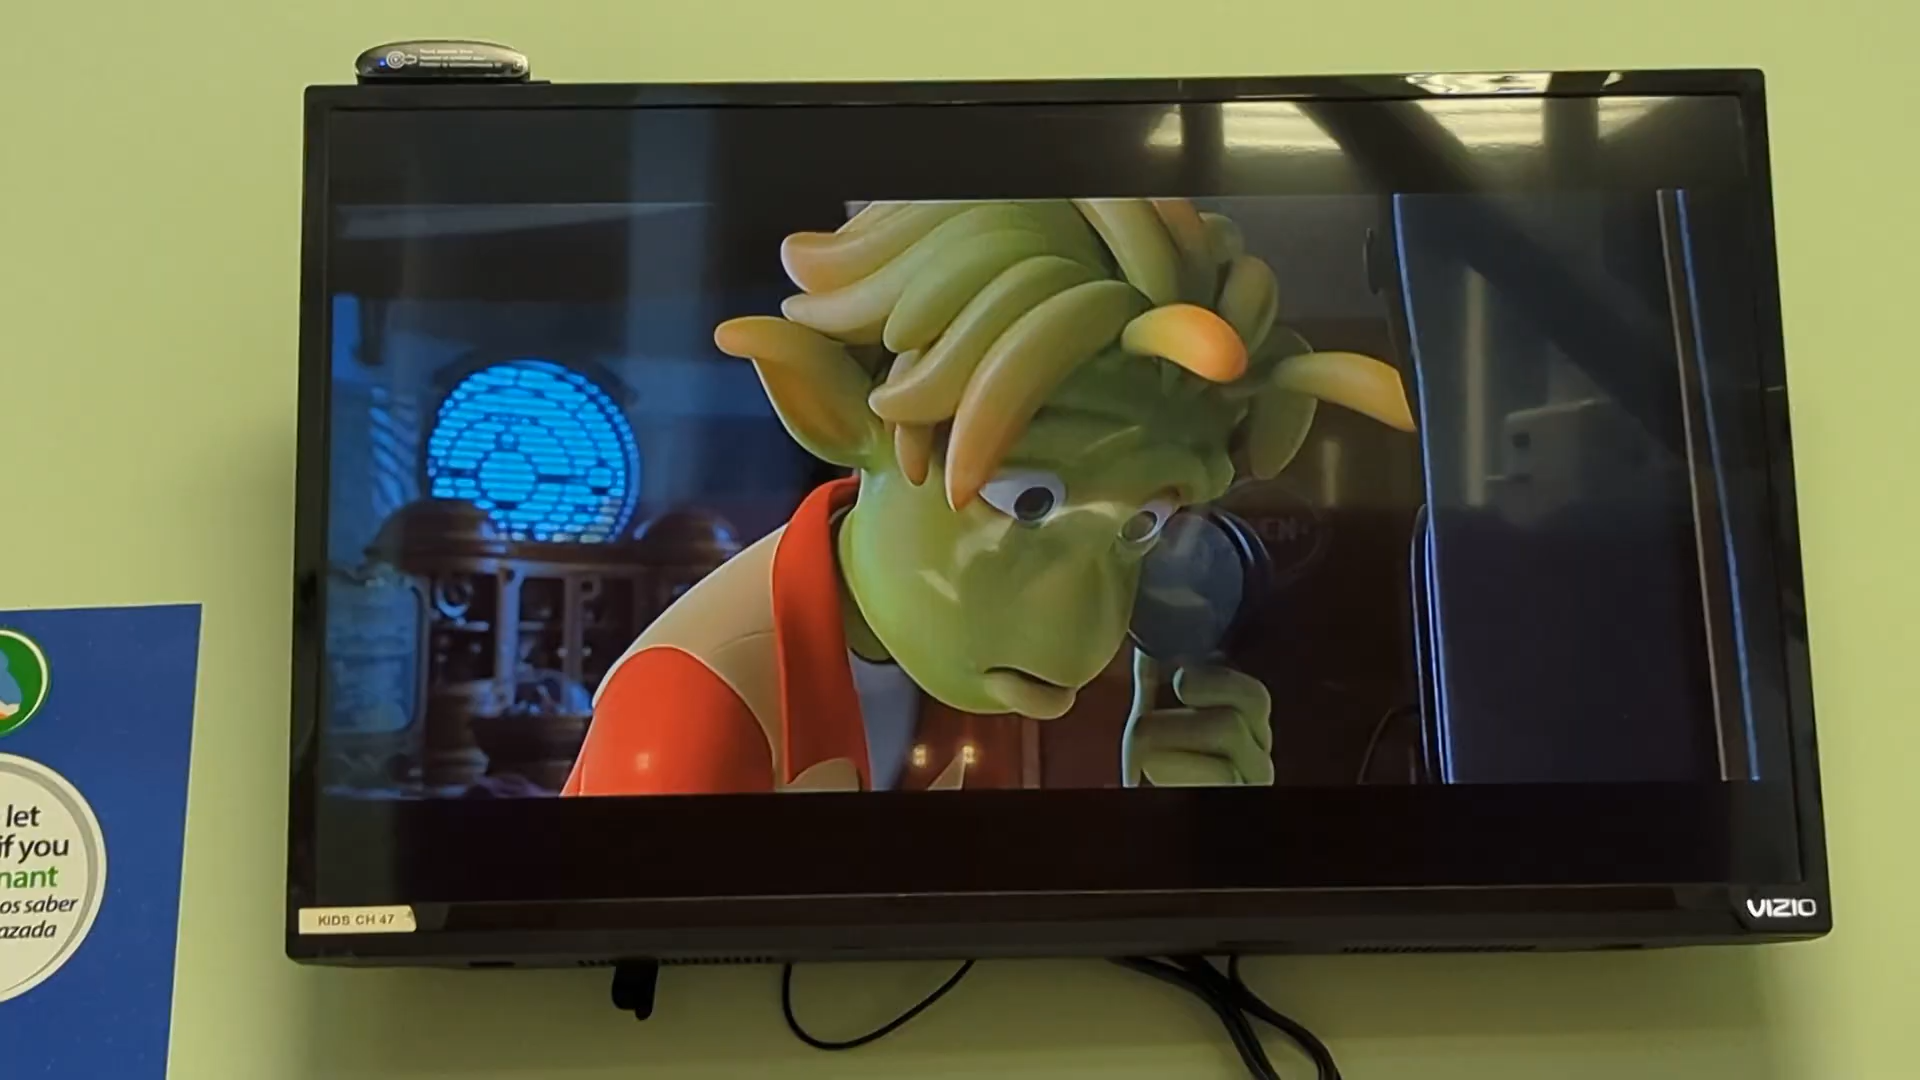 let
if you
nant
os saber
azada
KIDS CH 47
VIZIO